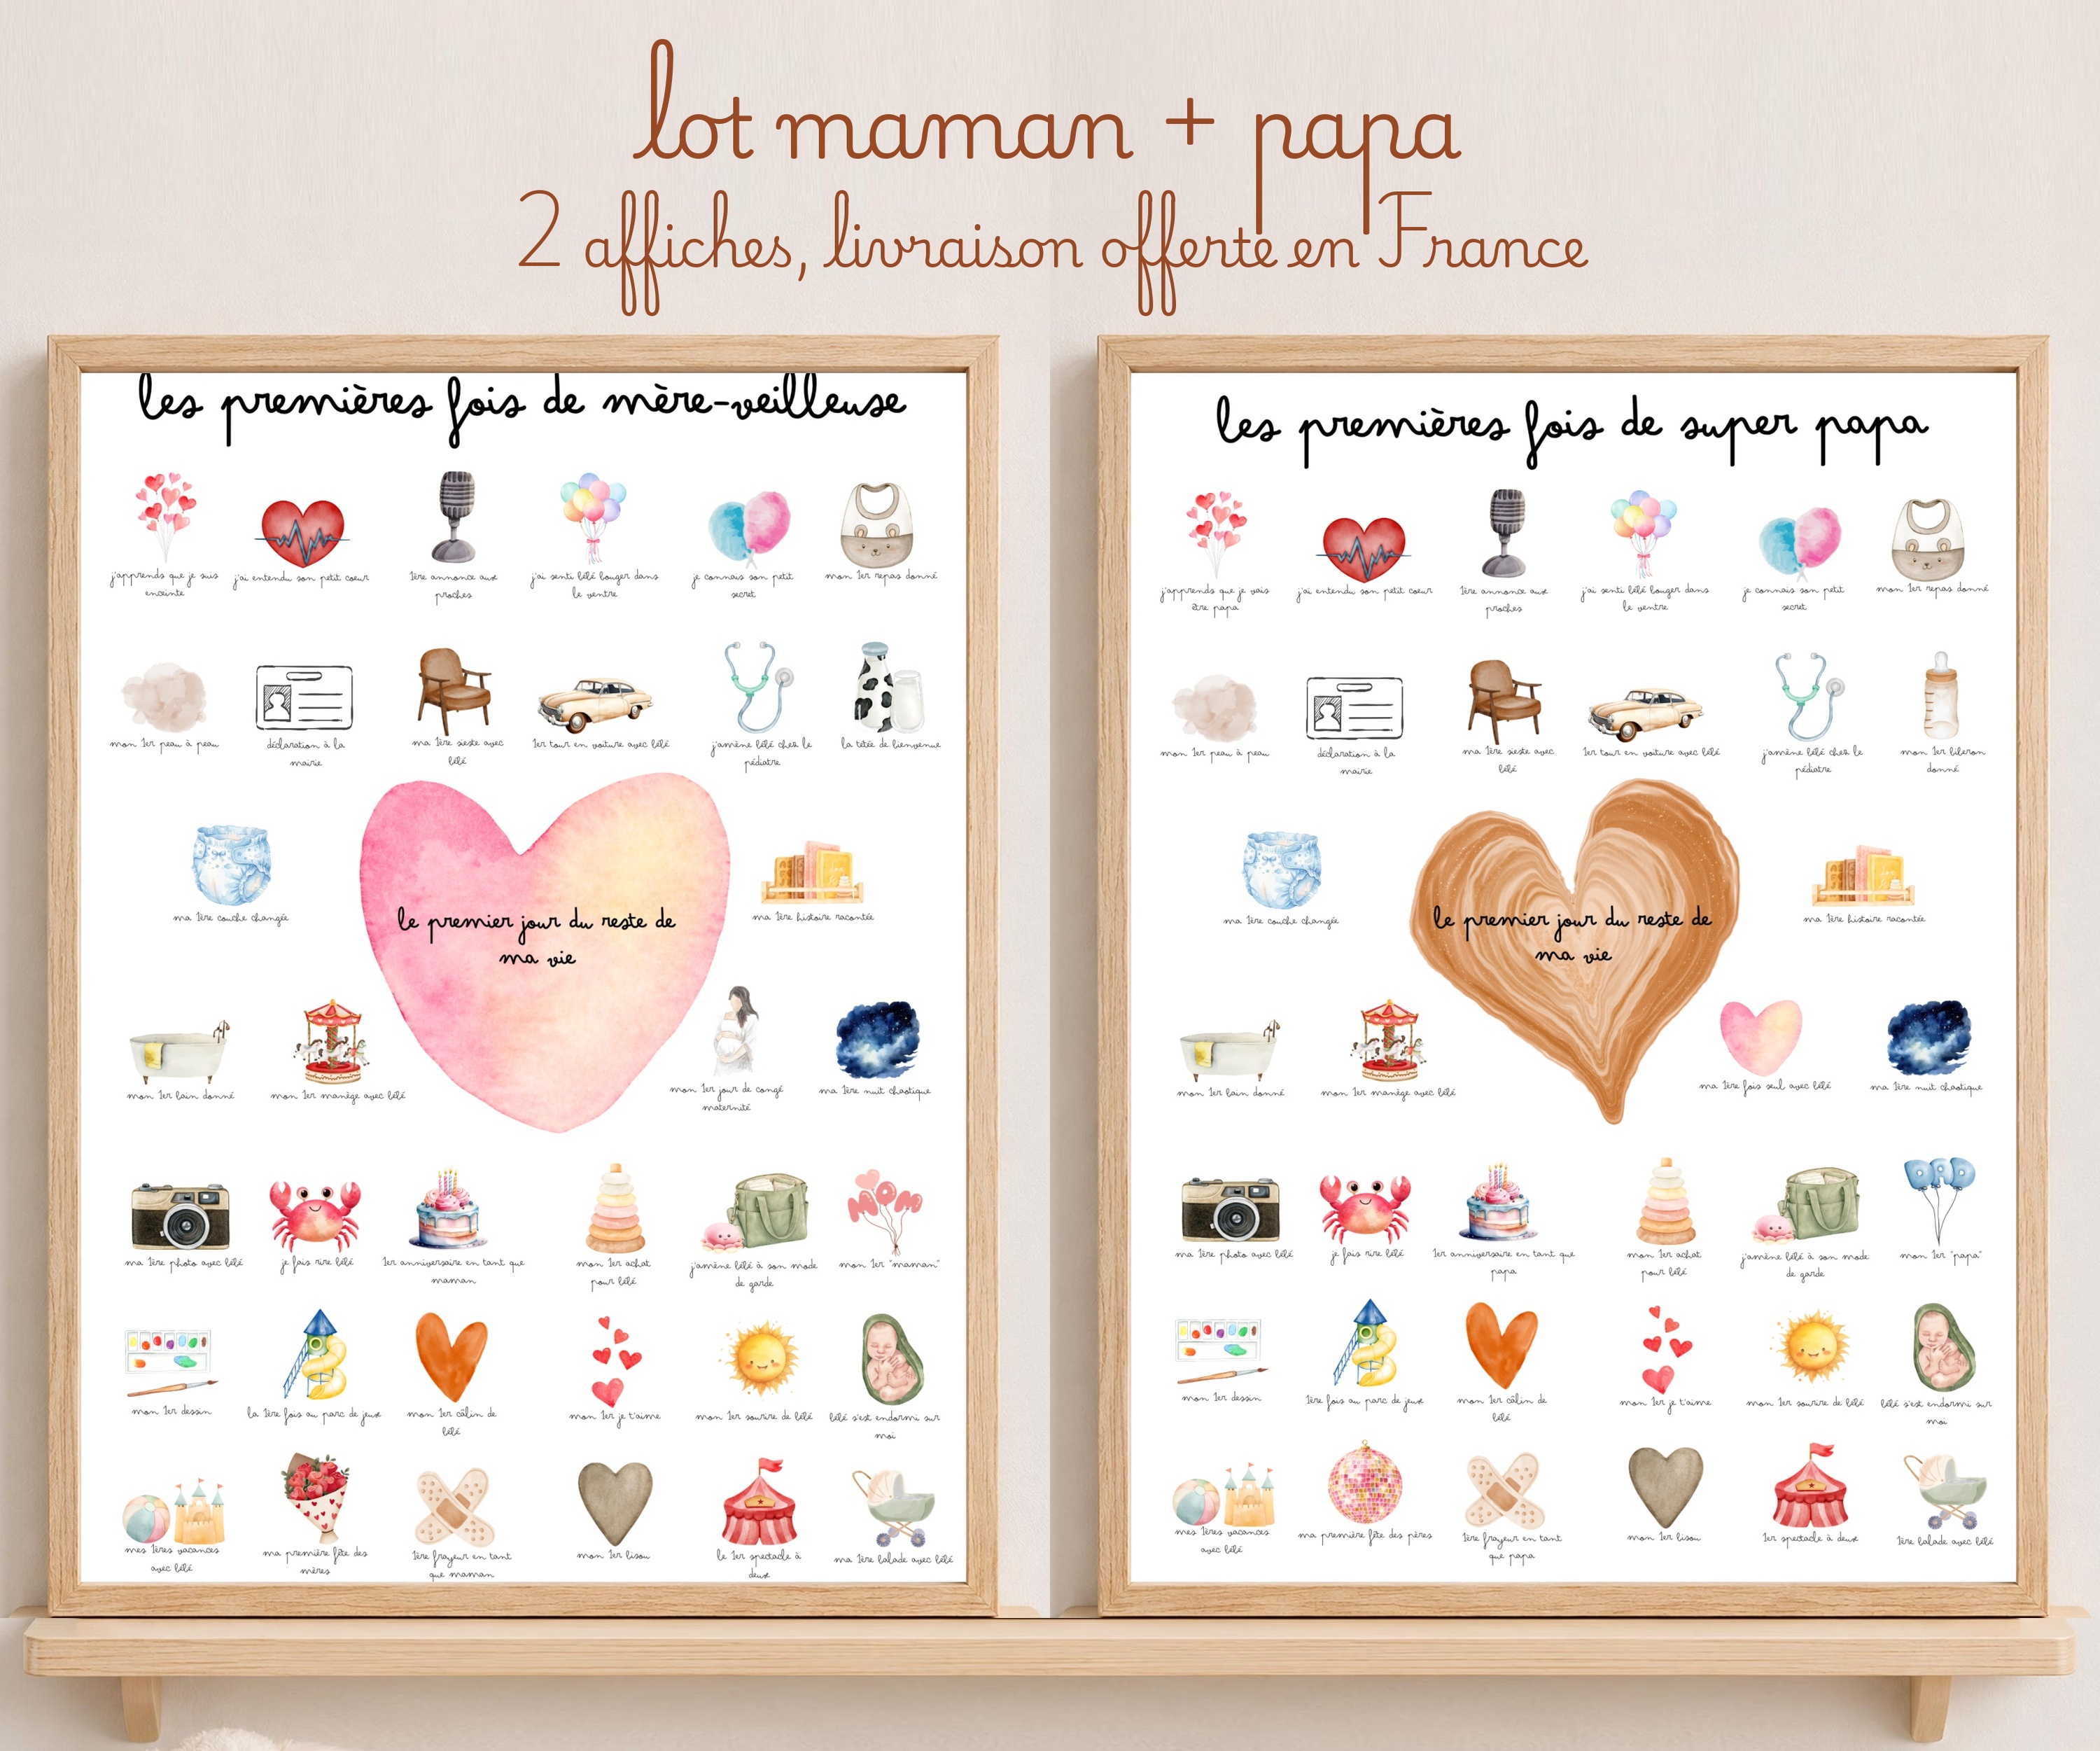 lot maman + papa
2 affiches, livraison offerte en France
les premières fois de mère-veilleuse
j'apprends que je suis
enceinte
j'ai entendu son petit coeur
1ère annonce aux
proches
j'ai senti bébé bouger dans
le ventre
je connais son petit
secret
mon 1er repas donné
mon 1er peau à peau
déclaration à la
mairie
ma 1ère sieste avec
bébé
1er tour en voiture avec bébé
j'amène bébé chez le
pédiatre
la tétée de bienvenue
ma 1ère couche changée
le premier jour du reste de
ma vie
ma 1ère histoire racontée
mon 1er bain donné
mon 1er manège avec bébé
mon 1er jour de congé
maternité
ma 1ère nuit chaotique
ma 1ère photo avec bébé
je fais rire bébé
1er anniversaire en tant que
maman
mon 1er achat
pour bébé
j'amène bébé à son mode
de garde
MOM
mon 1er "maman"
mon 1er dessin
la 1ère fois au parc de jeux
mon 1er câlin de
bébé
mon 1er je t'aime
mon 1er sourire de bébé
bébé s'est endormi sur
moi
mes 1ères vacances
avec bébé
ma première fête des
mères
1ère frayeur en tant
que maman
mon 1er bisou
le 1er spectacle à
deux
ma 1ère balade avec bébé
les premières fois de super papa
j'apprends que je vais
être papa
j'ai entendu son petit coeur
1ère annonce aux
proches
j'ai senti bébé bouger dans
le ventre
je connais son petit
secret
mon 1er repas donné
mon 1er peau à peau
déclaration à la
mairie
ma 1ère sieste avec
bébé
1er tour en voiture avec bébé
j'amène bébé chez le
pédiatre
mon 1er biberon
donné
ma 1ère couche changée
le premier jour du reste de
ma vie
ma 1ère histoire racontée
mon 1er bain donné
mon 1er manège avec bébé
ma 1ère fois seul avec bébé
ma 1ère nuit chaotique
ma 1ère photo avec bébé
je fais rire bébé
1er anniversaire en tant que
papa
mon 1er achat
pour bébé
j'amène bébé à son mode
de garde
DAD
mon 1er "papa"
mon 1er dessin
1ère fois au parc de jeux
mon 1er câlin de
bébé
mon 1er je t'aime
mon 1er sourire de bébé
bébé s'est endormi sur
moi
mes 1ères vacances
avec bébé
ma première fête des pères
1ère frayeur en tant
que papa
mon 1er bisou
1er spectacle à deux
1ère balade avec bébé